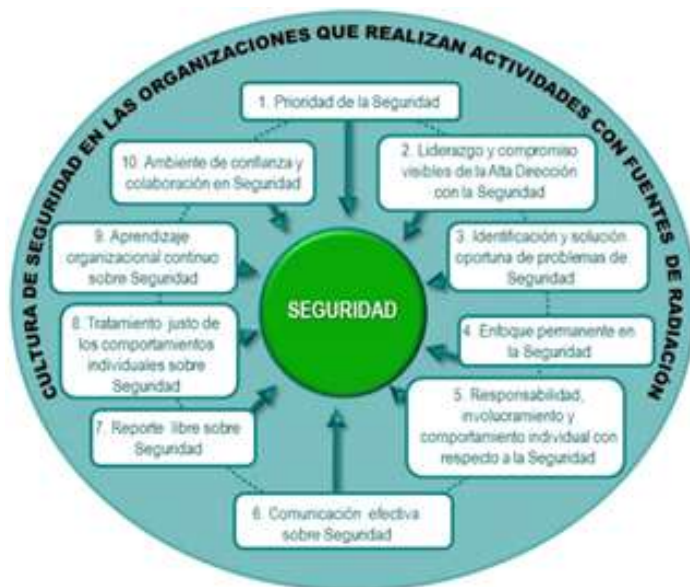 CULTURA DE SEGURIDAD EN LAS ORGANIZACIONES QUE REALIZAN ACTIVIDADES CON FUENTES DE RADIACIÓN
1. Prioridad de la Seguridad
2. Liderazgo y compromiso
visibles de la Alta Dirección
con la Seguridad
3. Identificación y solución
oportuna de problemas de
Seguridad
4 Enfoque permanente en
la Seguridad
5. Responsabilidad,
involucramiento y
comportamiento individual con
respecto a la Seguridad
6. Comunicación efectiva
sobre Seguridad
7. Reporte libre sobre
Seguridad
8. Tratamiento justo de
los comportamientos
individuales sobre
Seguridad
9. Aprendizaje
organizacional continuo
sobre Seguridad
10. Ambiente de confianza y
colaboración en Seguridad
SEGURIDAD